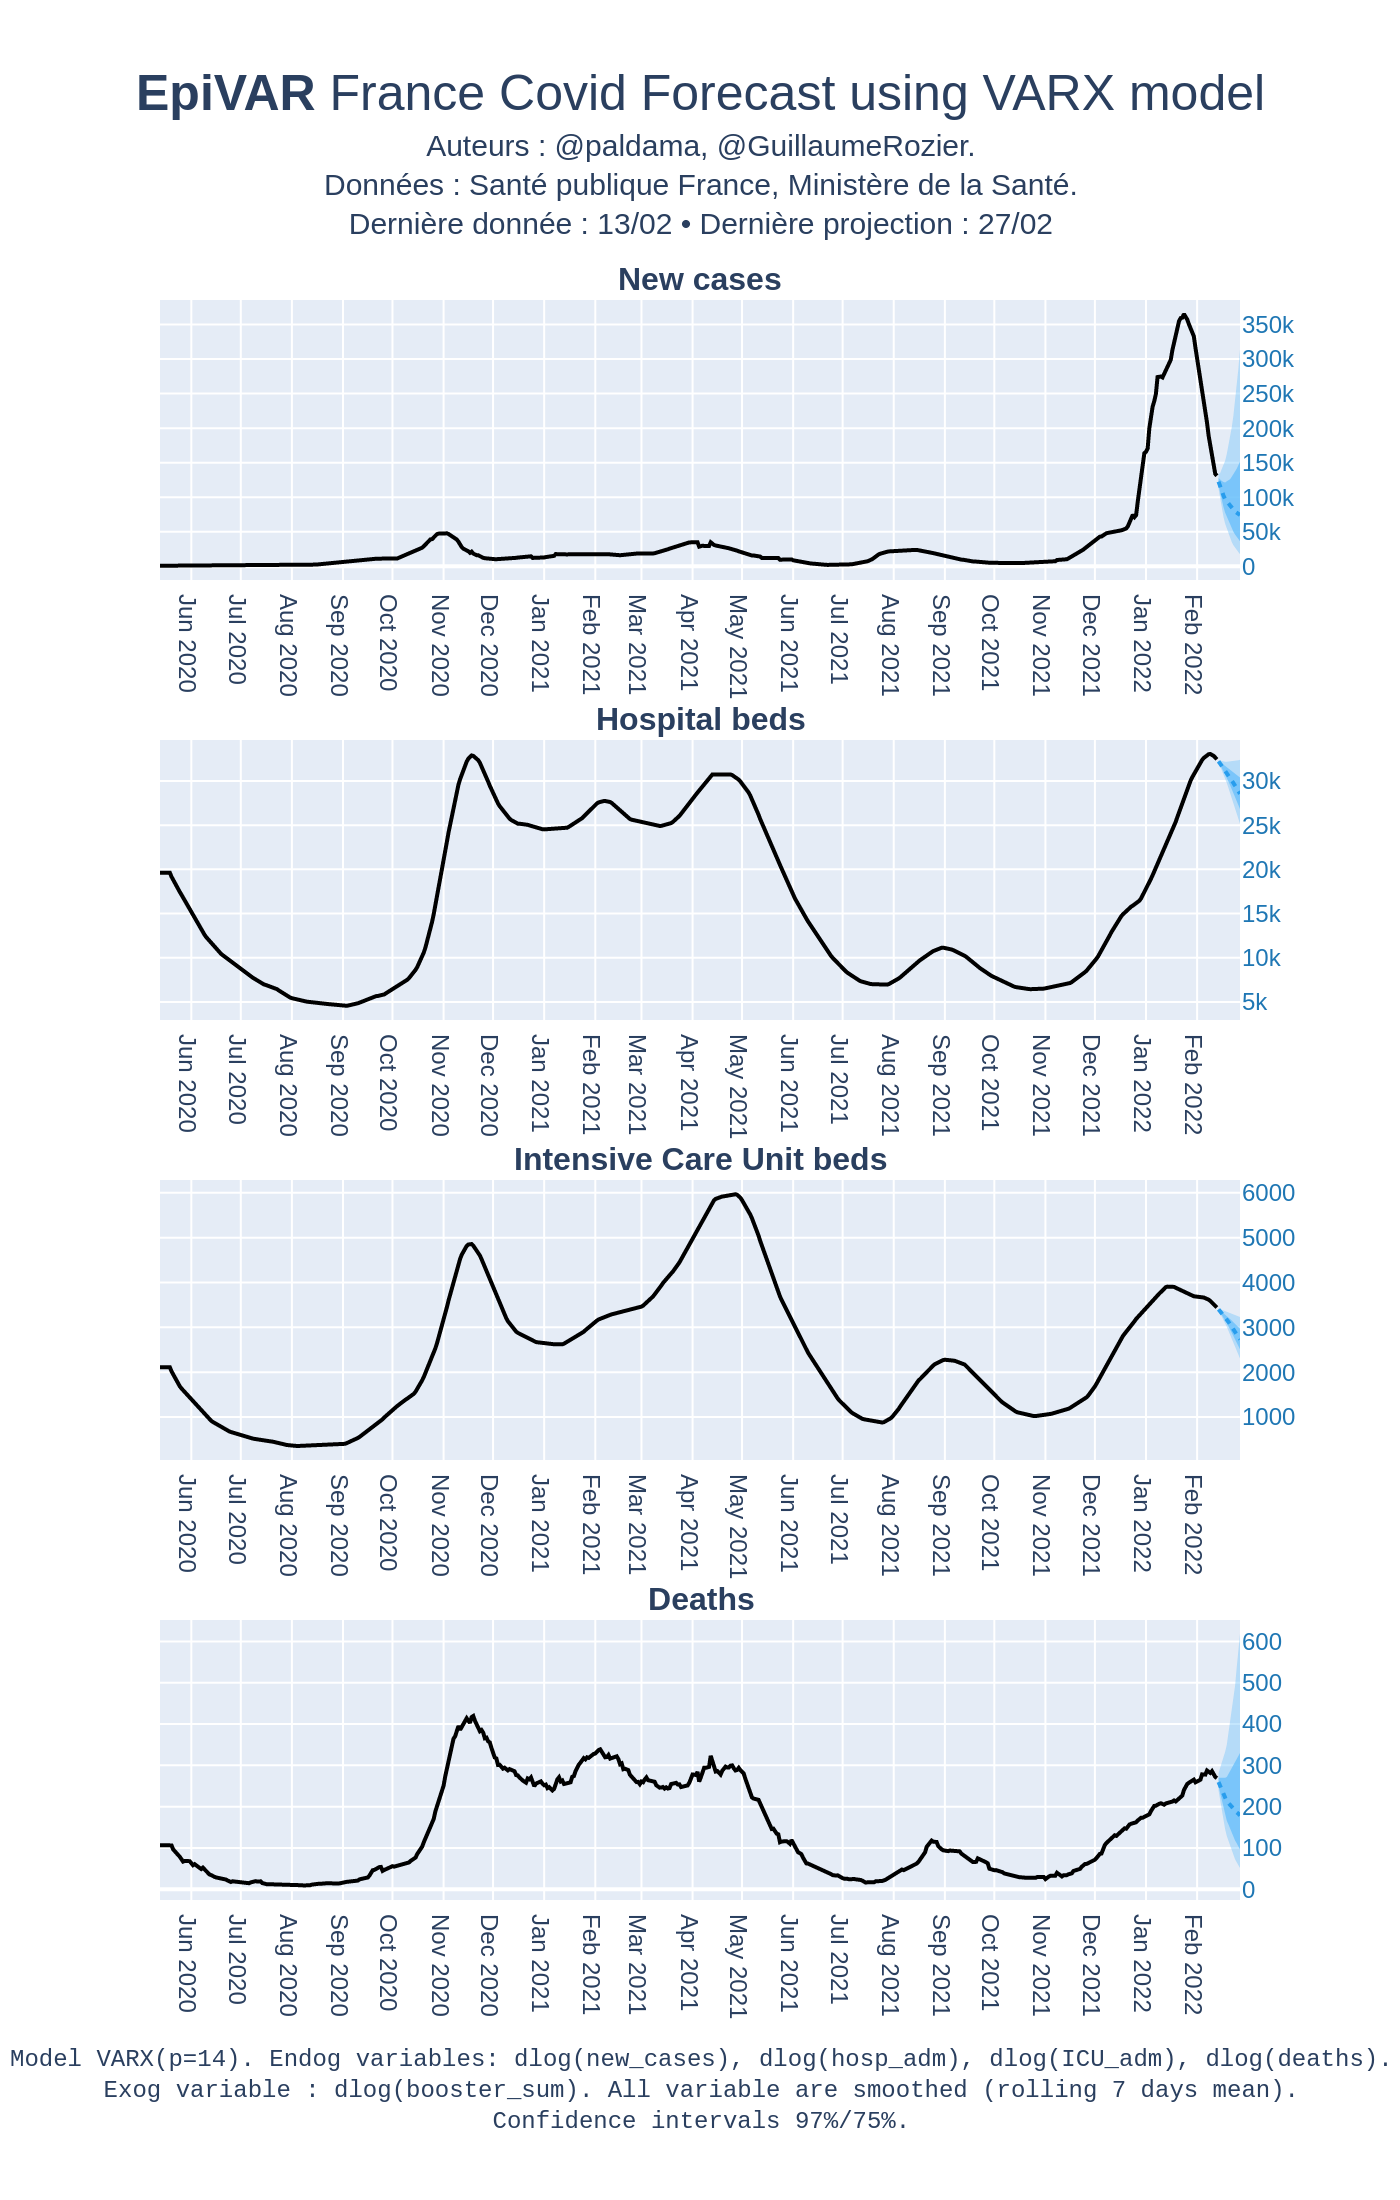 EpiVAR France Covid Forecast using VARX model
Auteurs : @paldama, @GuillaumeRozier.
Données : Santé publique France, Ministère de la Santé.
Dernière donnée : 13/02 • Dernière projection : 27/02
New cases
350k
300k
250k
200k
150k
100k
50k
0
Jun 2020
Jul 2020
Aug 2020
Sep 2020
Oct 2020
Nov 2020
Dec 2020
Jan 2021
Feb 2021
Mar 2021
Apr 2021
May 2021
Jun 2021
Jul 2021
Aug 2021
Sep 2021
Oct 2021
Nov 2021
Dec 2021
Jan 2022
Feb 2022
Hospital beds
30k
25k
20k
15k
10k
5k
Jun 2020
Jul 2020
Aug 2020
Sep 2020
Oct 2020
Nov 2020
Dec 2020
Jan 2021
Feb 2021
Mar 2021
Apr 2021
May 2021
Jun 2021
Jul 2021
Aug 2021
Sep 2021
Oct 2021
Nov 2021
Dec 2021
Jan 2022
Feb 2022
Intensive Care Unit beds
6000
5000
4000
3000
2000
1000
Jun 2020
Jul 2020
Aug 2020
Sep 2020
Oct 2020
Nov 2020
Dec 2020
Jan 2021
Feb 2021
Mar 2021
Apr 2021
May 2021
Jun 2021
Jul 2021
Aug 2021
Sep 2021
Oct 2021
Nov 2021
Dec 2021
Jan 2022
Feb 2022
Deaths
600
500
400
300
200
100
0
Jun 2020
Jul 2020
Aug 2020
Sep 2020
Oct 2020
Nov 2020
Dec 2020
Jan 2021
Feb 2021
Mar 2021
Apr 2021
May 2021
Jun 2021
Jul 2021
Aug 2021
Sep 2021
Oct 2021
Nov 2021
Dec 2021
Jan 2022
Feb 2022
Model VARX(p=14). Endog variables: dlog(new_cases), dlog(hosp_adm), dlog(ICU_adm), dlog(deaths).
Exog variable : dlog(booster_sum). All variable are smoothed (rolling 7 days mean).
Confidence intervals 97%/75%.